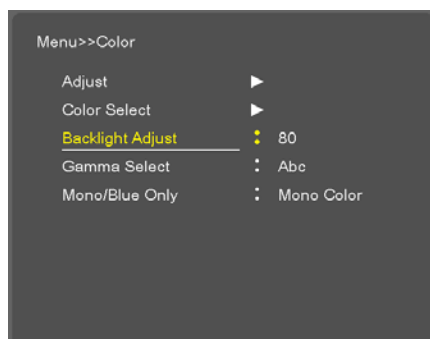 Menu>>Color
Adjust ▶
Color Select ▶
Backlight Adjust : 80
Gamma Select : Abc
Mono/Blue Only : Mono Color